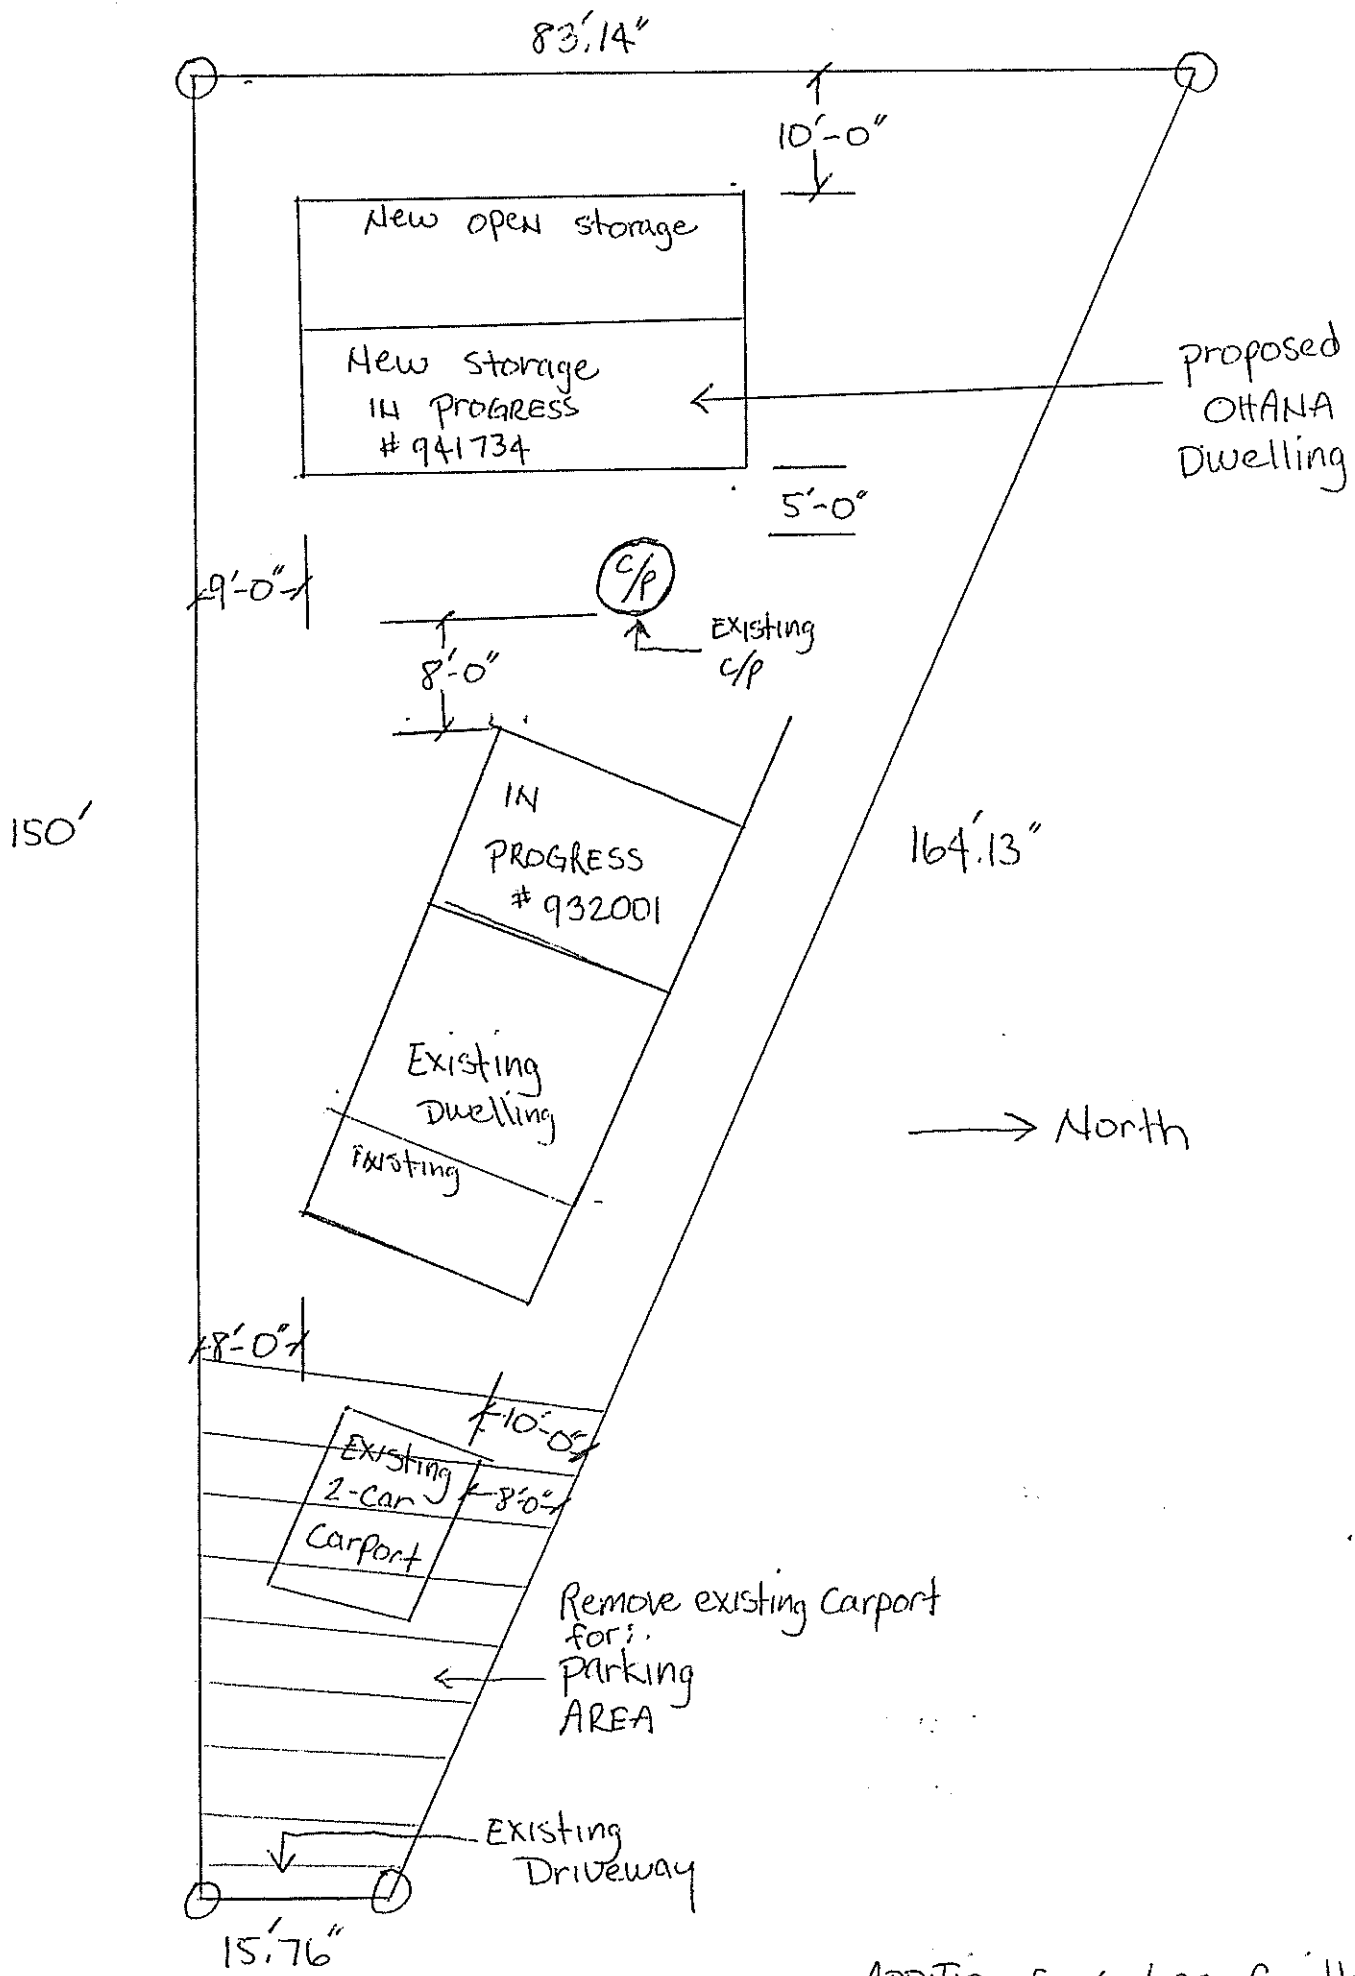 83.'14"
10'-0"
New open storage
New storage
IN PROGRESS
# 941734
proposed
OHANA
Dwelling
5'-0"
9'-0"
C/P
Existing
C/P
8'-0"
150'
IN
PROGRESS
# 932001
164.'13"
Existing
Dwelling
Existing
North
8'-0"
10'-0"
Existing
2-Car
Carport
8'-0"
Remove existing Carport
for:
Parking
AREA
Existing
Driveway
15.'76"